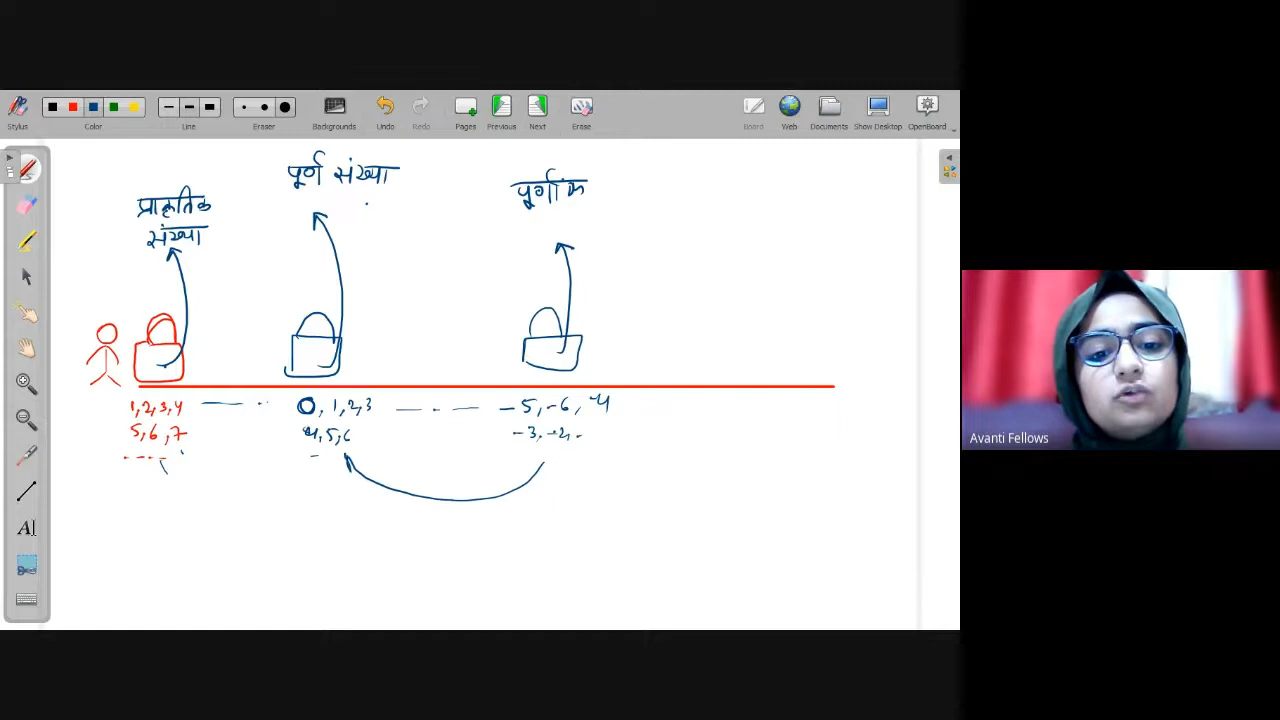 Stylus
Color
Line
Eraser
Backgrounds
Undo
Redo
Pages
Previous
Next
Erase
Board
Web
Documents
Show Desktop
OpenBoard
प्राकृतिक
संख्या
पूर्ण संख्या
पूर्णांक
1, 2, 3, 4
5, 6, 7
0, 1, 2, 3
4, 5, 6
-5, -6, -4
-3, -2,
A
Avanti Fellows